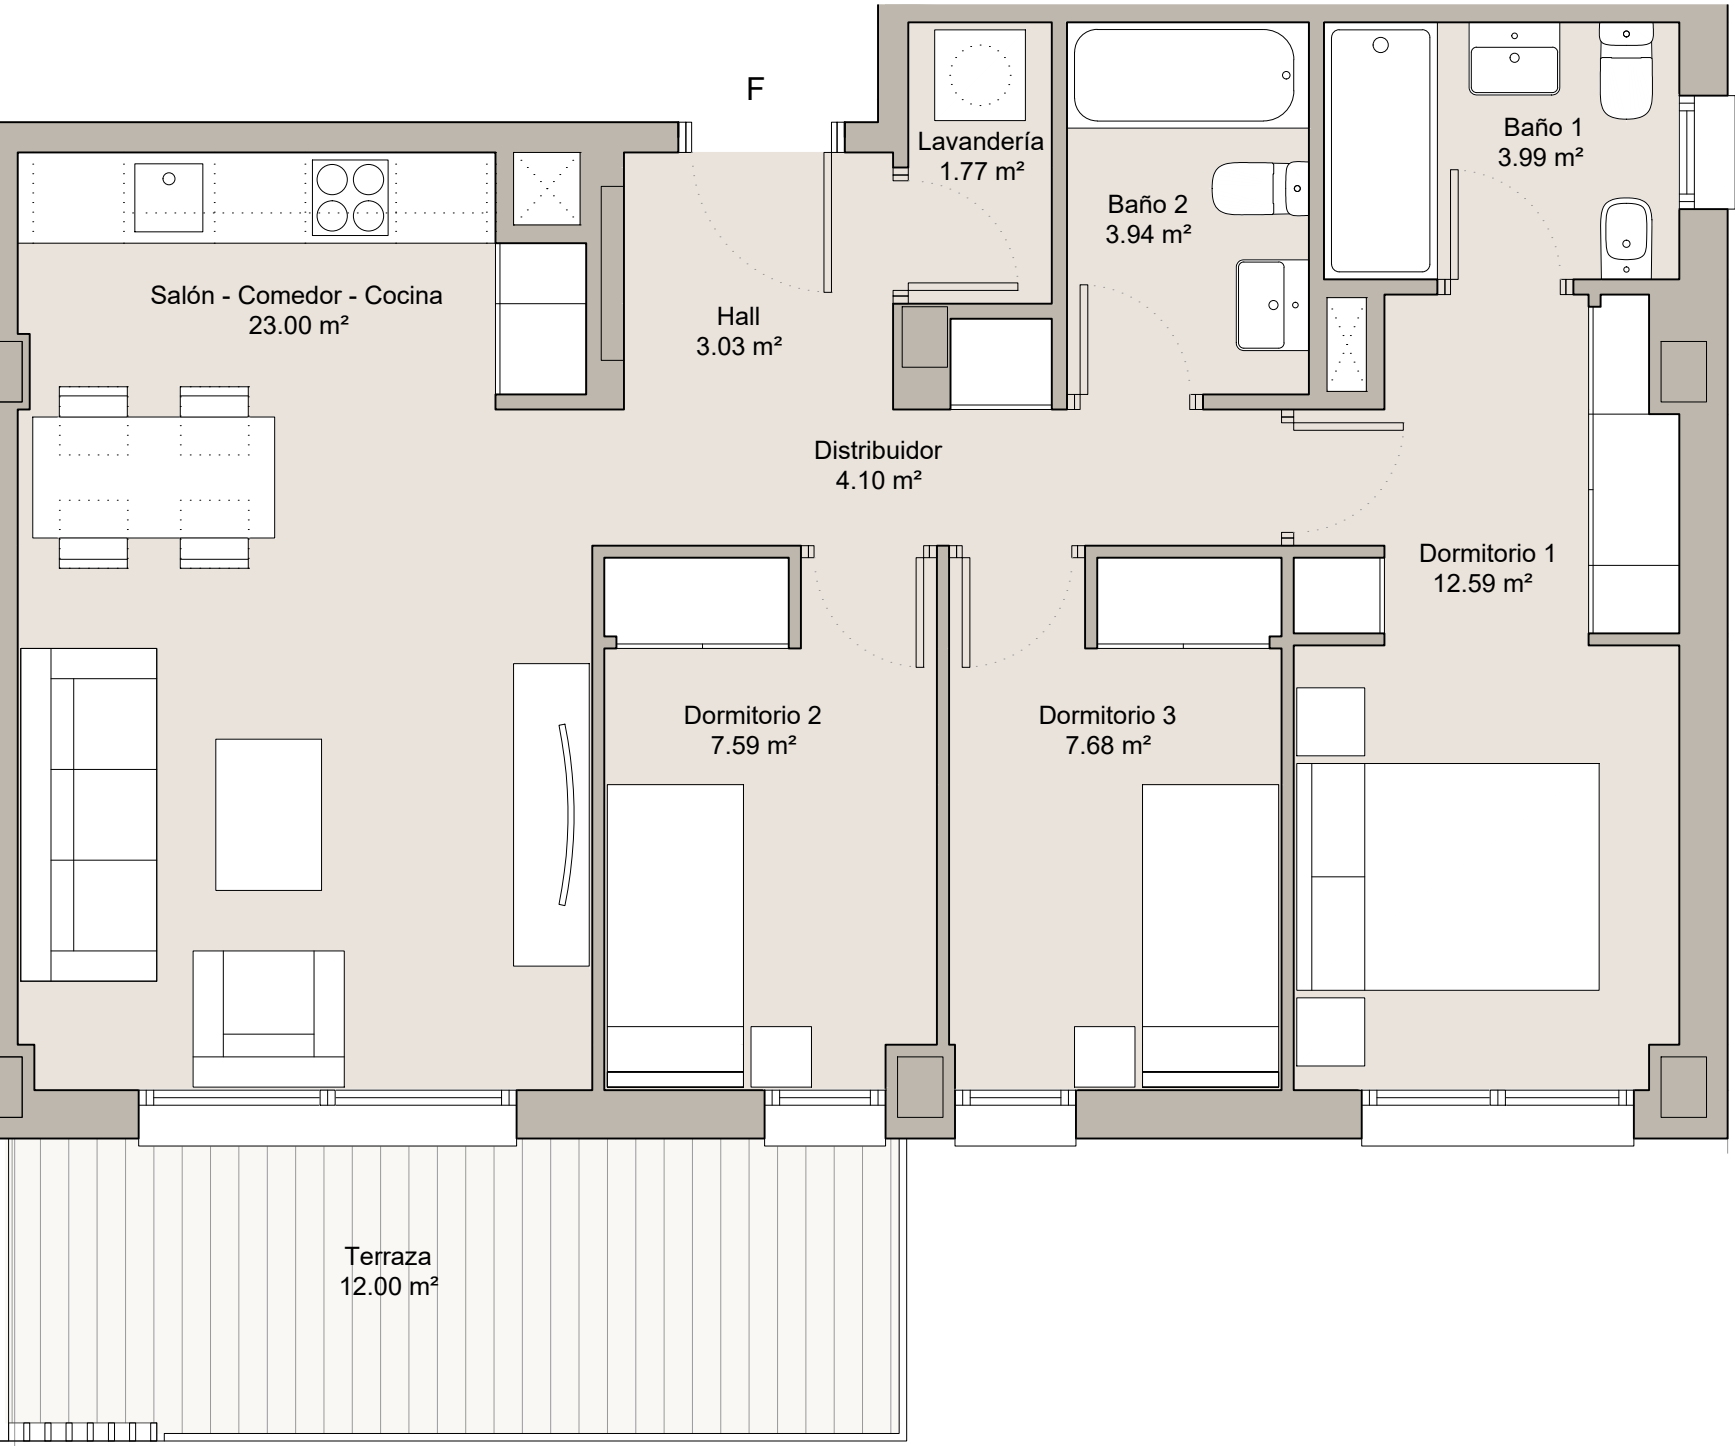 F
Lavandería
1.77 m²
Baño 1
3.99 m²
Baño 2
3.94 m²
Salón - Comedor - Cocina
23.00 m²
Hall
3.03 m²
Distribuidor
4.10 m²
Dormitorio 1
12.59 m²
Dormitorio 2
7.59 m²
Dormitorio 3
7.68 m²
Terraza
12.00 m²